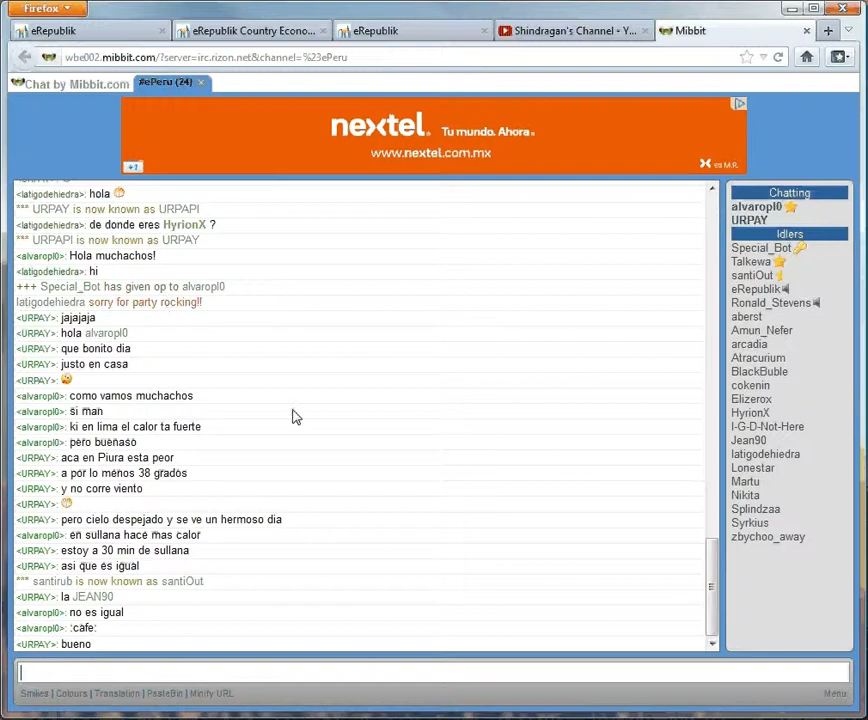 Firefox
eRepublik
eRepublik Country Econo...
eRepublik
Shindragan's Channel - Y...
Mibbit
wbe002.mibbit.com/?server=irc.rizon.net&channel=%23ePeru
Chat by Mibbit.com
#ePeru (24)
nextel® Tu mundo. Ahora®
www.nextel.com.mx
+1
X es M.R.
<latigodehiedra>: hola
*** URPAY is now known as URPAPI
<latigodehiedra>: de donde eres HyrionX ?
*** URPAPI is now known as URPAY
<alvaropl0>: Hola muchachos!
<latigodehiedra>: hi
+++ Special_Bot has given op to alvaropl0
latigodehiedra sorry for party rocking!!
<URPAY>: jajajaja
<URPAY>: hola alvaropl0
<URPAY>: que bonito dia
<URPAY>: justo en casa
<URPAY>:
<alvaropl0>: como vamos muchachos
<alvaropl0>: si man
<alvaropl0>: ki en lima el calor ta fuerte
<alvaropl0>: pero buenaso
<URPAY>: aca en Piura esta peor
<URPAY>: a por lo menos 38 grados
<URPAY>: y no corre viento
<URPAY>:
<URPAY>: pero cielo despejado y se ve un hermoso dia
<alvaropl0>: en sullana hace mas calor
<URPAY>: estoy a 30 min de sullana
<URPAY>: asi que es igual
*** santirub is now known as santiOut
<URPAY>: la JEAN90
<alvaropl0>: no es igual
<alvaropl0>: :cafe:
<URPAY>: bueno
Chatting
alvaropl0
URPAY
Idlers
Special_Bot
Talkewa
santiOut
eRepublik
Ronald_Stevens
aberst
Amun_Nefer
arcadia
Atracurium
BlackBuble
cokenin
Elizerox
HyrionX
I-G-D-Not-Here
Jean90
latigodehiedra
Lonestar
Martu
Nikita
Splindzaa
Syrkius
zbychoo_away
Smilies | Colours | Translation | PasteBin | Minify URL
Menu